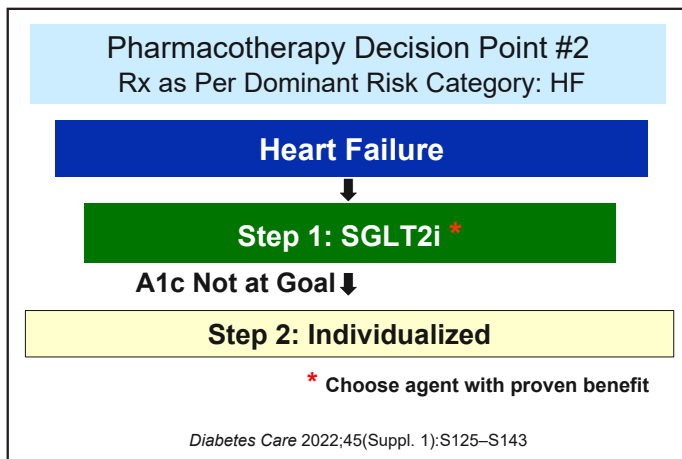 Pharmacotherapy Decision Point #2
Rx as Per Dominant Risk Category: HF
Heart Failure
Step 1: SGLT2i *
A1c Not at Goal
Step 2: Individualized
* Choose agent with proven benefit
Diabetes Care 2022;45(Suppl. 1):S125–S143